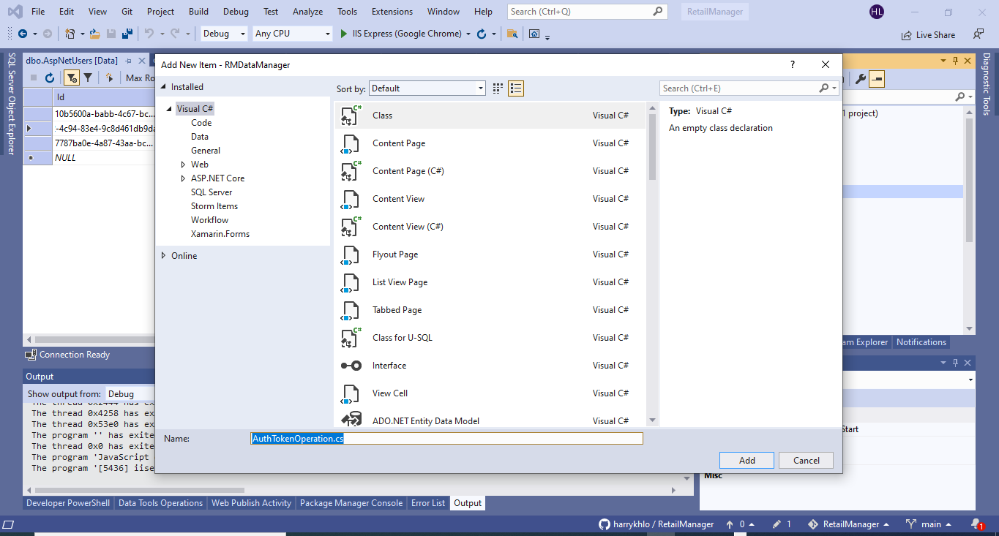 File Edit View Git Project Build Debug Test Analyze Tools Extensions Window Help Search (Ctrl+Q) RetailManager HL
Debug Any CPU IIS Express (Google Chrome) Live Share
SQL Server Object Explorer
dbo.AspNetUsers [Data]
Max Ro
Id
10b5600a-babb-4c67-bc...
-4c94-83e4-9c8d461db9da
7787ba0e-4a87-43aa-bc...
NULL
Connection Ready
Output
Show output from: Debug
The thread 0x2444 has ex
The thread 0x4258 has ex
The thread 0x53e0 has ex
The program '' has exite
The thread 0x0 has exite
The program 'JavaScript
The program '[5436] iise
Add New Item - RMDataManager ?
Installed
Visual C#
Code
Data
General
Web
ASP.NET Core
SQL Server
Storm Items
Workflow
Xamarin.Forms
Online
Sort by: Default
Search (Ctrl+E)
Class Visual C#
Content Page Visual C#
Content Page (C#) Visual C#
Content View Visual C#
Content View (C#) Visual C#
Flyout Page Visual C#
List View Page Visual C#
Tabbed Page Visual C#
Class for U-SQL Visual C#
Interface Visual C#
View Cell Visual C#
ADO.NET Entity Data Model Visual C#
Type: Visual C#
An empty class declaration
Name: AuthTokenOperation.cs
Add Cancel
1 project)
am Explorer Notifications
Start
Misc
Diagnostic Tools
Developer PowerShell Data Tools Operations Web Publish Activity Package Manager Console Error List Output
harrykhlo / RetailManager 0 1 RetailManager main 1